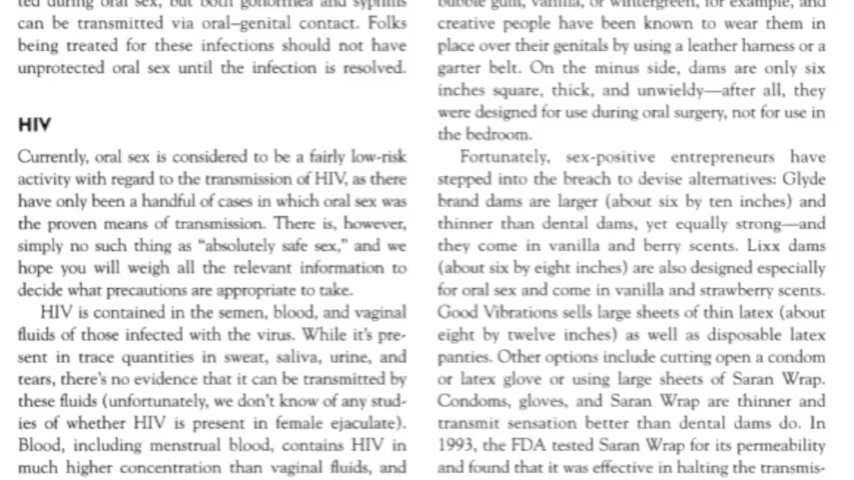 ted during oral sex, but both gonorrhea and syphilis
can be transmitted via oral–genital contact. Folks
being treated for these infections should not have
unprotected oral sex until the infection is resolved.
HIV
Currently, oral sex is considered to be a fairly low-risk
activity with regard to the transmission of HIV, as there
have only been a handful of cases in which oral sex was
the proven means of transmission. There is, however,
simply no such thing as “absolutely safe sex,” and we
hope you will weigh all the relevant information to
decide what precautions are appropriate to take.
HIV is contained in the semen, blood, and vaginal
fluids of those infected with the virus. While it’s pre-
sent in trace quantities in sweat, saliva, urine, and
tears, there’s no evidence that it can be transmitted by
these fluids (unfortunately, we don’t know of any stud-
ies of whether HIV is present in female ejaculate).
Blood, including menstrual blood, contains HIV in
much higher concentration than vaginal fluids, and
bubble gum, vanilla, or wintergreen, for example, and
creative people have been known to wear them in
place over their genitals by using a leather harness or a
garter belt. On the minus side, dams are only six
inches square, thick, and unwieldy—after all, they
were designed for use during oral surgery, not for use in
the bedroom.
Fortunately, sex-positive entrepreneurs have
stepped into the breach to devise alternatives: Glyde
brand dams are larger (about six by ten inches) and
thinner than dental dams, yet equally strong—and
they come in vanilla and berry scents. Lixx dams
(about six by eight inches) are also designed especially
for oral sex and come in vanilla and strawberry scents.
Good Vibrations sells large sheets of thin latex (about
eight by twelve inches) as well as disposable latex
panties. Other options include cutting open a condom
or latex glove or using large sheets of Saran Wrap.
Condoms, gloves, and Saran Wrap are thinner and
transmit sensation better than dental dams do. In
1993, the FDA tested Saran Wrap for its permeability
and found that it was effective in halting the transmis-